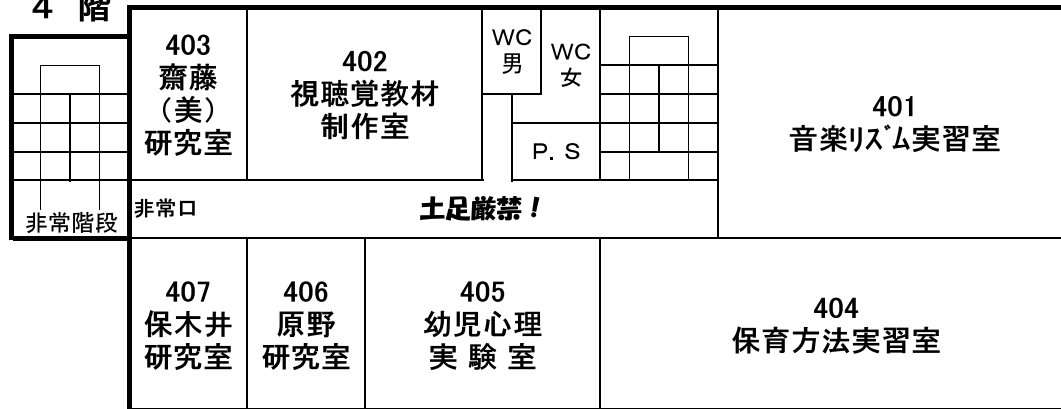 4 階
403
齋藤
（美）
研究室
402
視聴覚教材
制作室
WC
男
WC
女
P.S
401
音楽リズム実習室
非常階段
非常口
土足厳禁！
407
保木井
研究室
406
原野
研究室
405
幼児心理
実 験 室
404
保育方法実習室